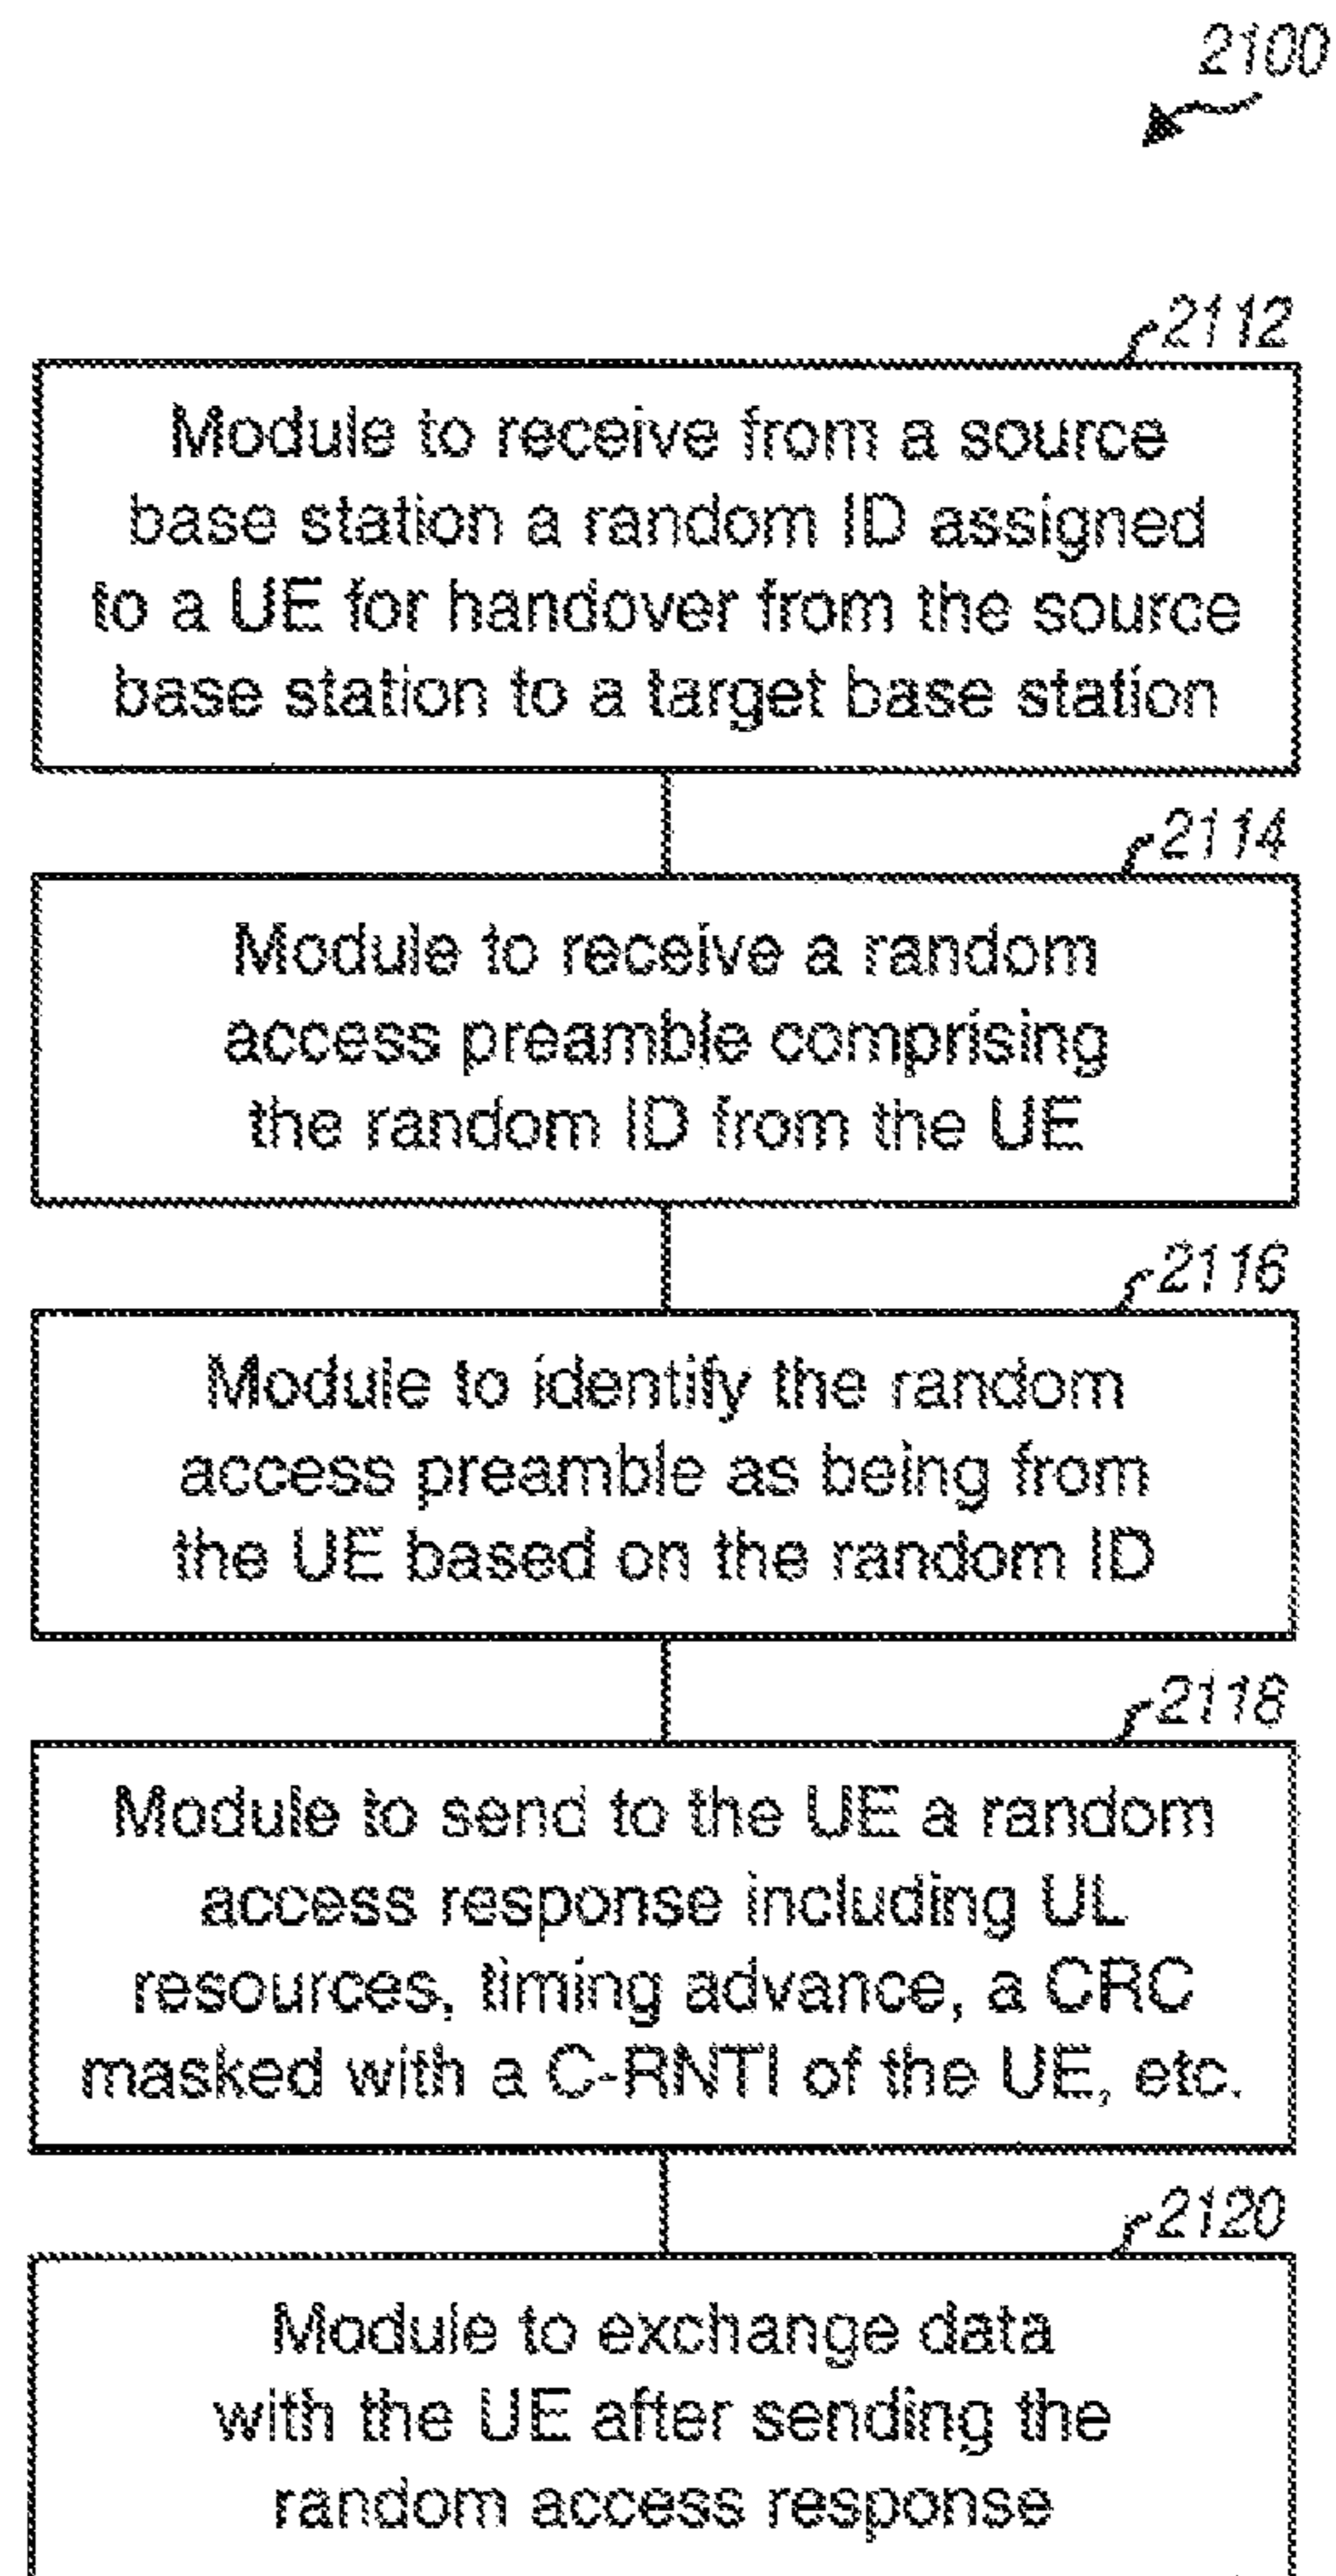 2100
2112
Module to receive from a source
base station a random ID assigned
to a UE for handover from the source
base station to a target base station
2114
Module to receive a random
access preamble comprising
the random ID from the UE
2116
Module to identify the random
access preamble as being from
the UE based on the random ID
2118
Module to send to the UE a random
access response including UL
resources, timing advance, a CRC
masked with a C-RNTI of the UE, etc.
2120
Module to exchange data
with the UE after sending the
random access response